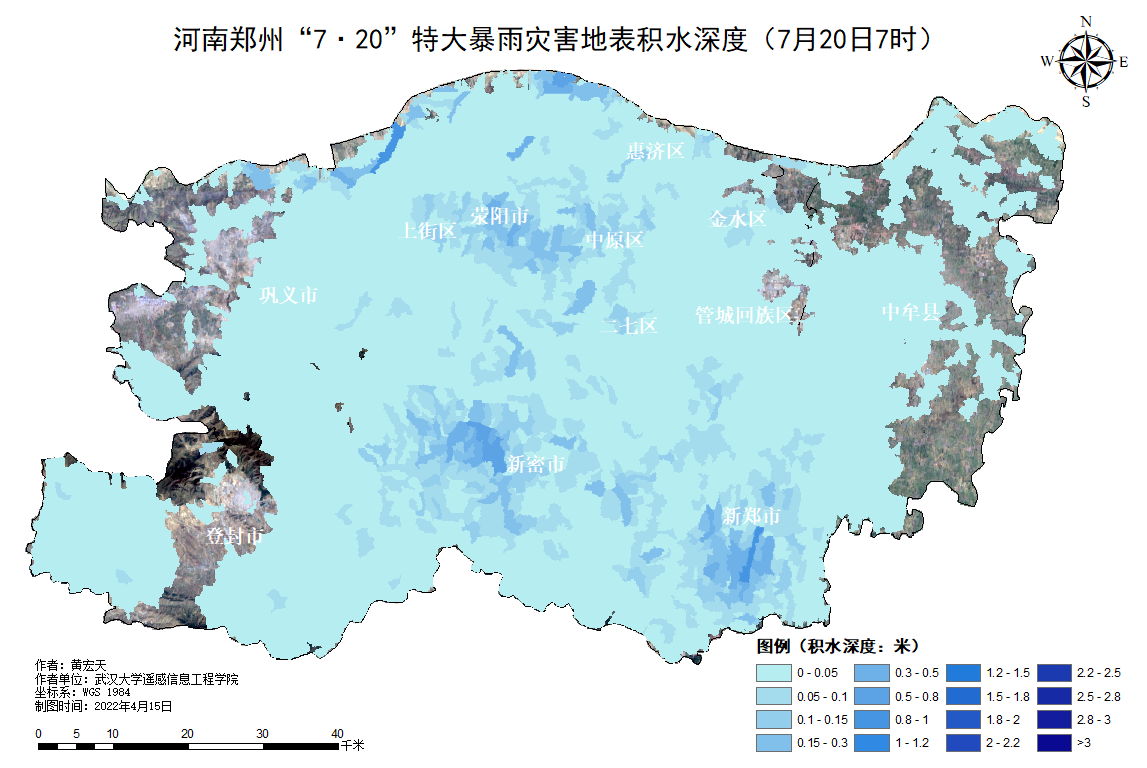 河南郑州“7·20”特大暴雨灾害地表积水深度（7月20日7时）
N
W E
S
惠济区
荥阳市
上街区
中原区
金水区
巩义市
二七区
管城回族区
中牟县
新密市
新郑市
登封市
图例（积水深度：米）
0 - 0.05 0.3 - 0.5 1.2 - 1.5 2.2 - 2.5
0.05 - 0.1 0.5 - 0.8 1.5 - 1.8 2.5 - 2.8
0.1 - 0.15 0.8 - 1 1.8 - 2 2.8 - 3
0.15 - 0.3 1 - 1.2 2 - 2.2 >3
作者：黄宏天
作者单位：武汉大学遥感信息工程学院
坐标系：WGS 1984
制图时间：2022年4月15日
0 5 10 20 30 40
千米